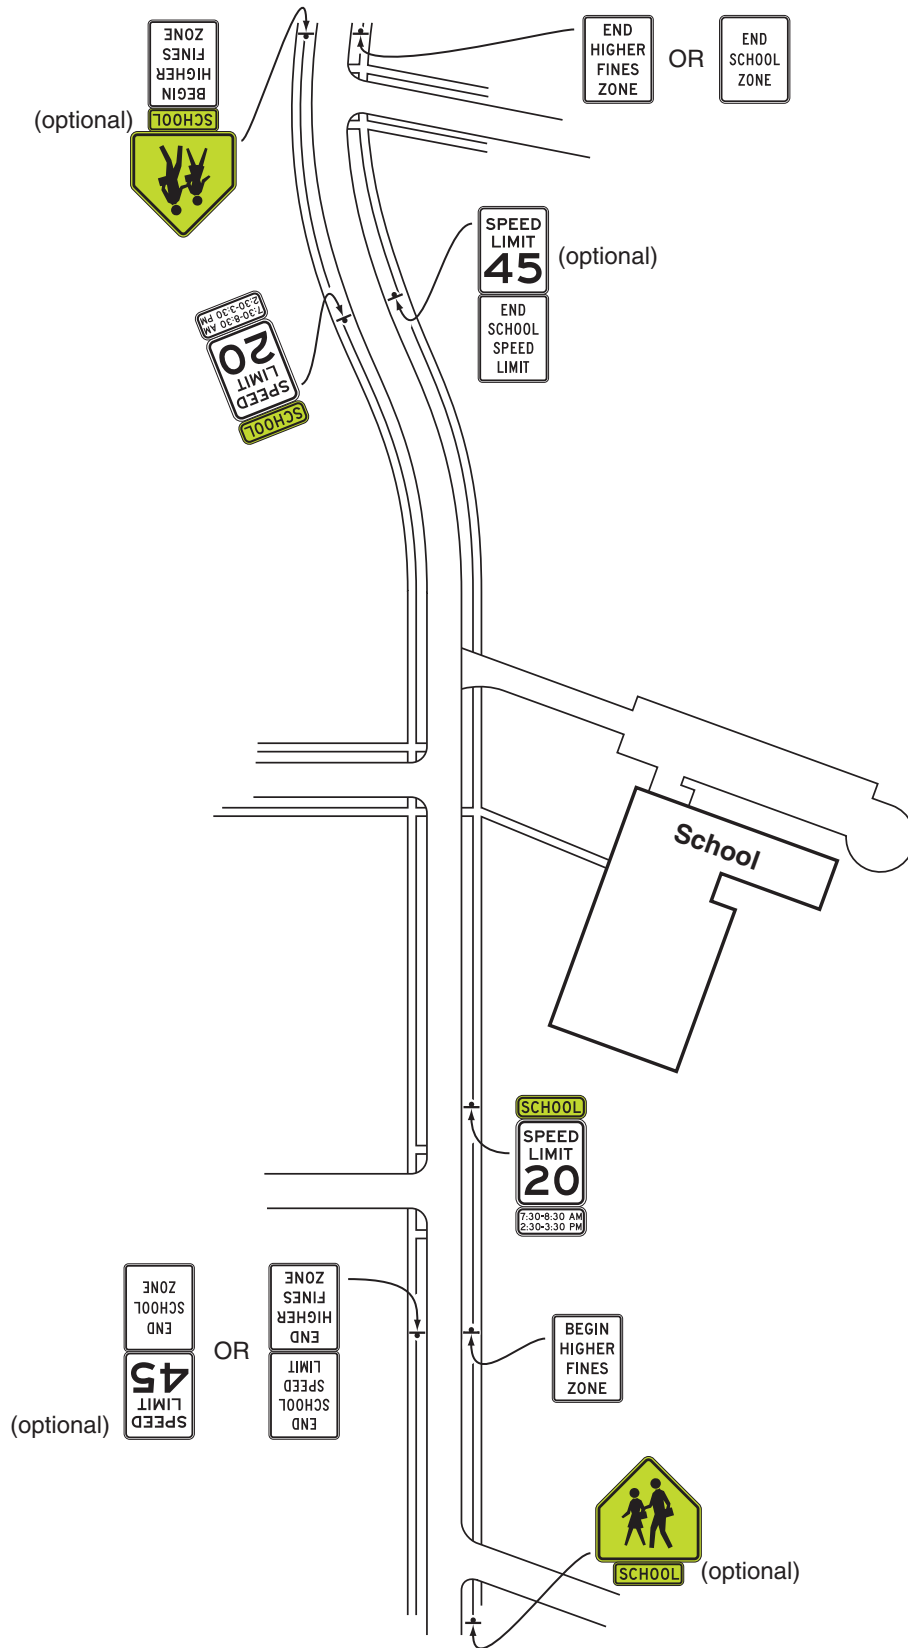 BEGIN
HIGHER
FINES
ZONE
SCHOOL
(optional)
END
HIGHER
FINES
ZONE
OR
END
SCHOOL
ZONE
SPEED
LIMIT
45
(optional)
END
SCHOOL
SPEED
LIMIT
SCHOOL
SPEED
LIMIT
20
7:30-8:30 AM
2:30-3:30 PM
School
SCHOOL
SPEED
LIMIT
20
7:30-8:30 AM
2:30-3:30 PM
SPEED
LIMIT
45
END
SCHOOL
ZONE
(optional)
OR
END
SCHOOL
SPEED
LIMIT
END
HIGHER
FINES
ZONE
BEGIN
HIGHER
FINES
ZONE
SCHOOL
(optional)